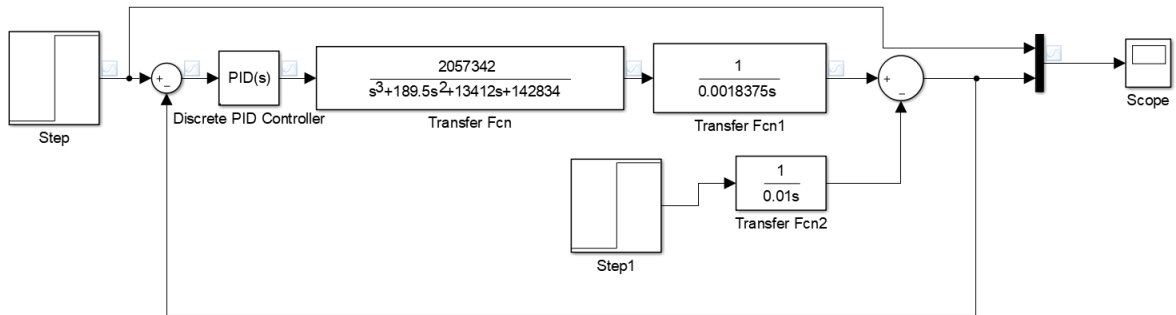 Step
+
−
PID(s)
Discrete PID Controller
2057342
s³+189.5s²+13412s+142834
Transfer Fcn
1
0.0018375s
Transfer Fcn1
+
−
Scope
Step1
1
0.01s
Transfer Fcn2